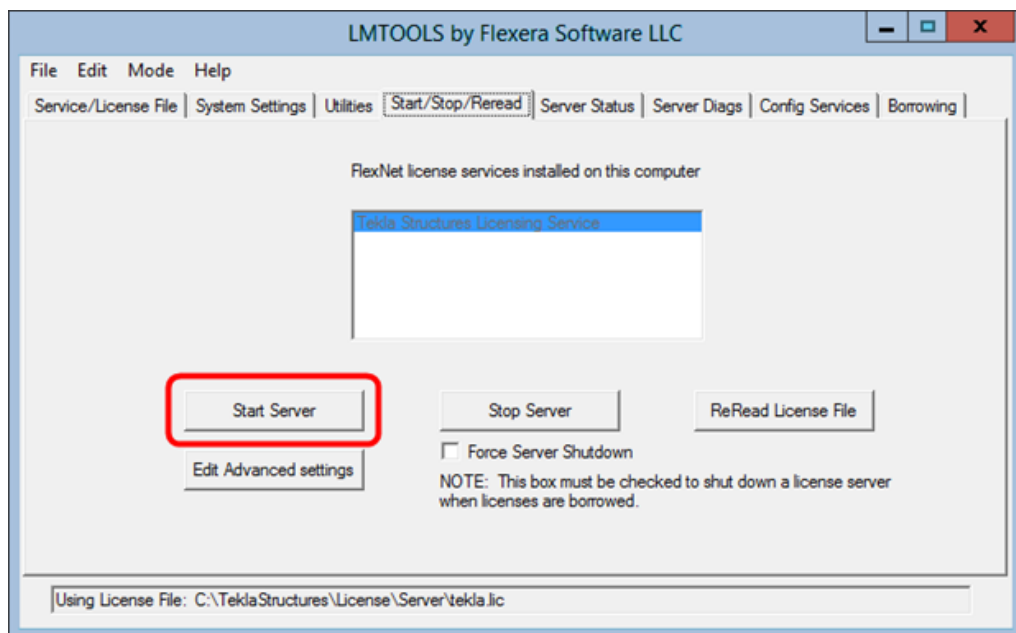 LMTOOLS by Flexera Software LLC
File Edit Mode Help
Service/License File System Settings Utilities Start/Stop/Reread Server Status Server Diags Config Services Borrowing
FlexNet license services installed on this computer
Tekla Structures Licensing Service
Start Server Stop Server ReRead License File
Force Server Shutdown
Edit Advanced settings
NOTE: This box must be checked to shut down a license server
when licenses are borrowed.
Using License File: C:\TeklaStructures\License\Server\tekla.lic